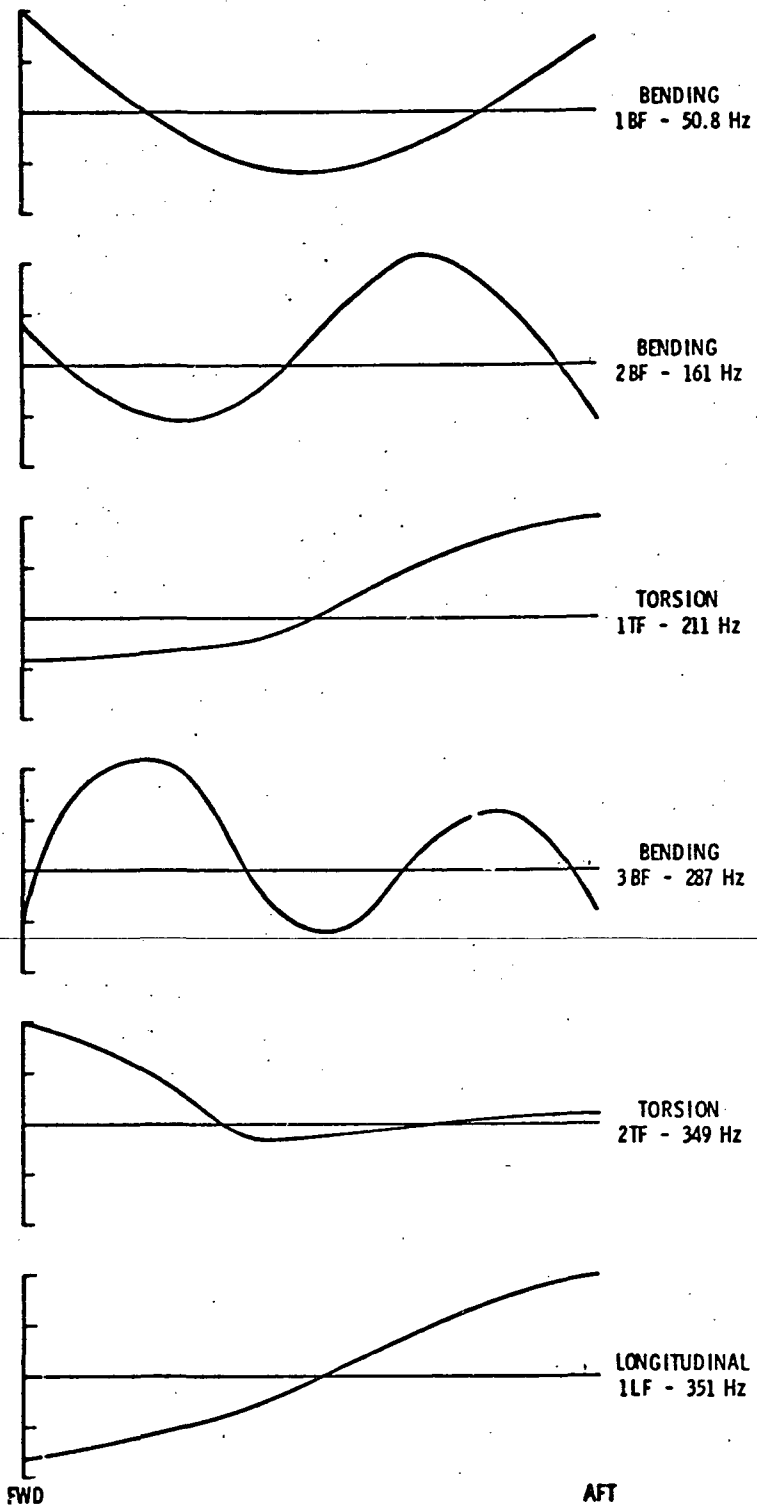 BENDING
1BF - 50.8 Hz
BENDING
2BF - 161 Hz
TORSION
1TF - 211 Hz
BENDING
3BF - 287 Hz
TORSION
2TF - 349 Hz
LONGITUDINAL
1LF - 351 Hz
FWD AFT